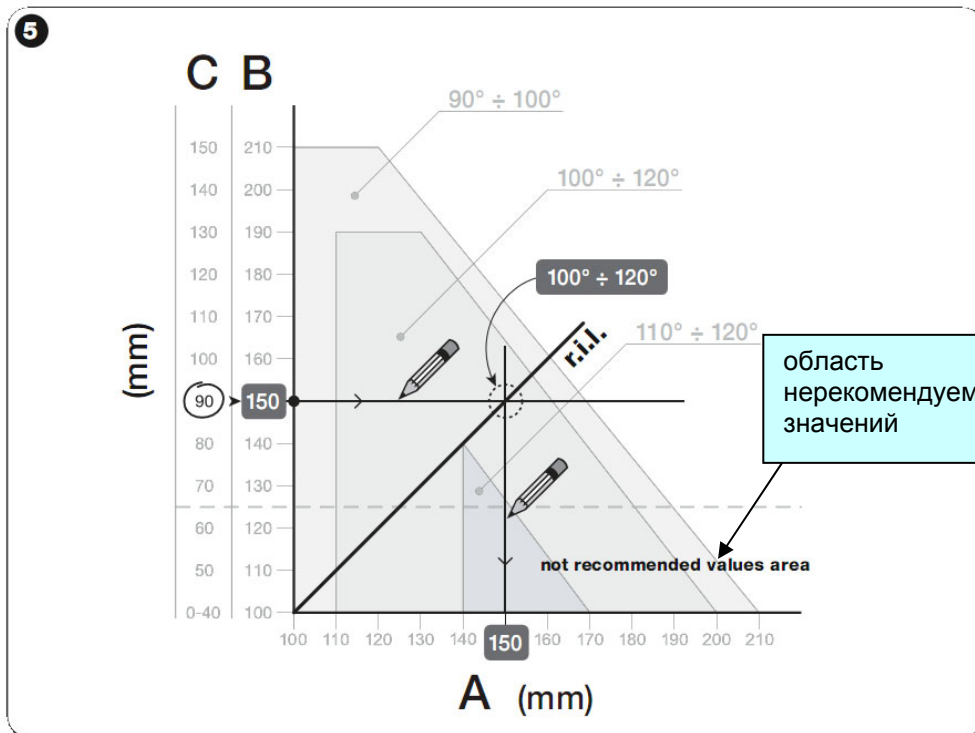 5
C B
90° ÷ 100°
150 210
140 200
100° ÷ 120°
130 190
120 180
100° ÷ 120°
110 170
r.i.l.
110° ÷ 120°
(mm)
100 160
область
90 150
нерекомендуем
80 140
значений
70 130
60 120
50 110
not recommended values area
0-40 100
100 110 120 130 140 150 160 170 180 190 200 210
A (mm)